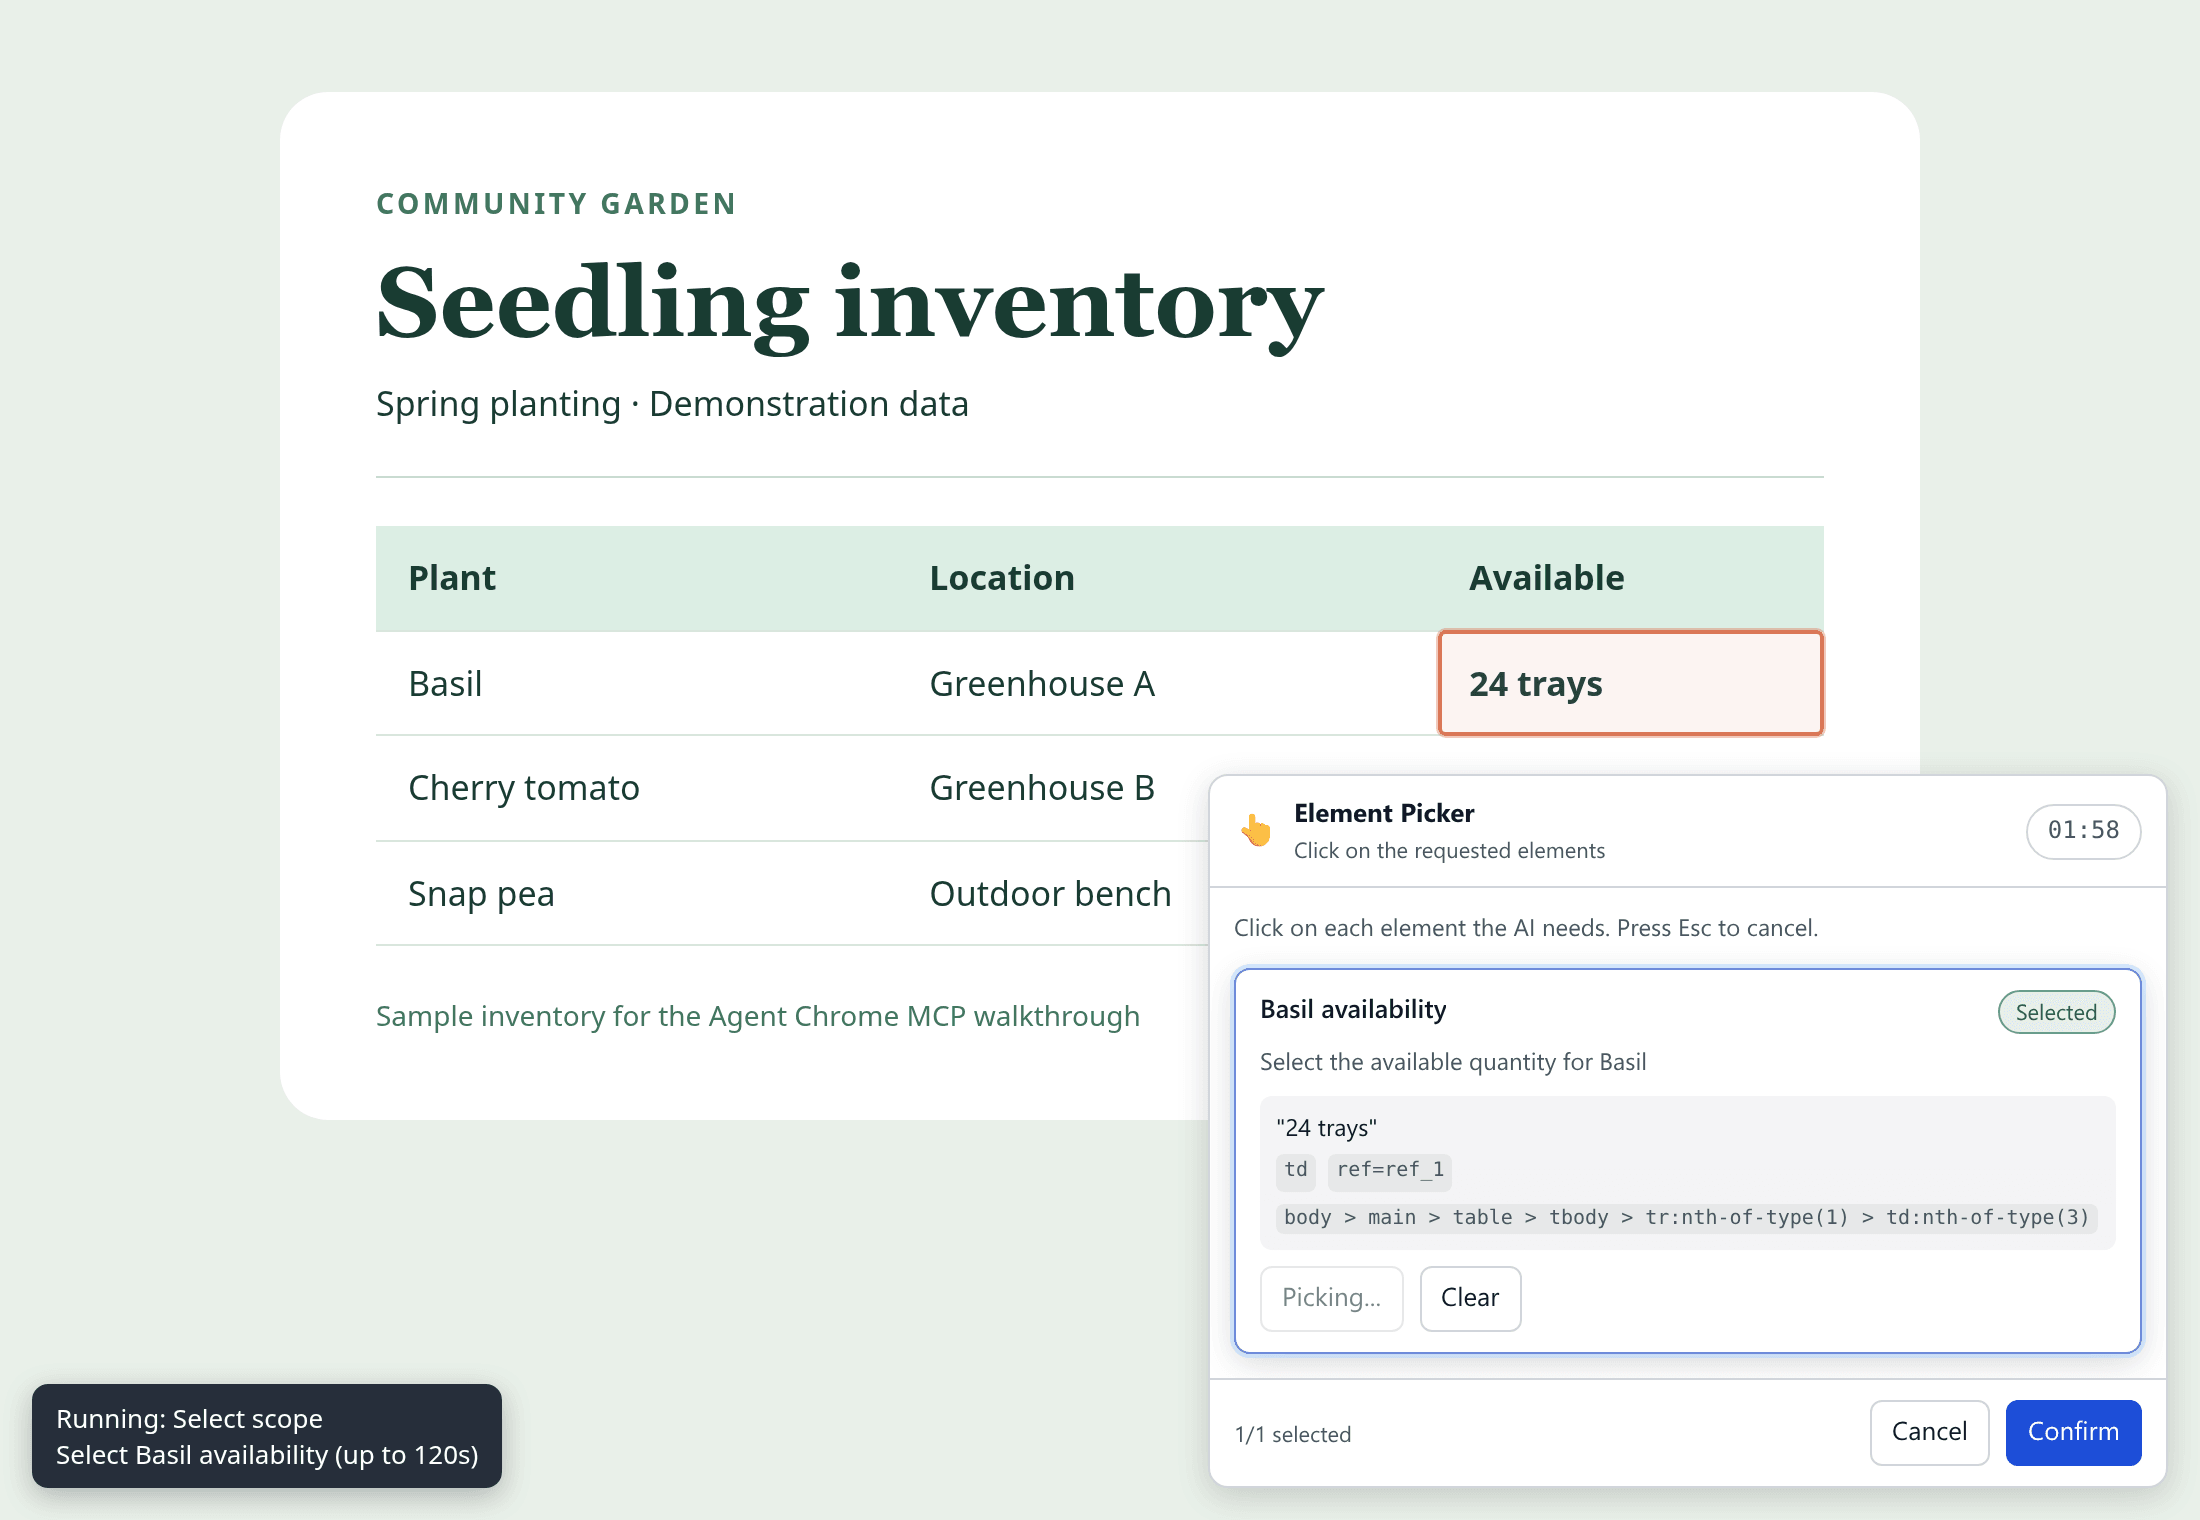 COMMUNITY GARDEN
Seedling inventory
Spring planting · Demonstration data
Plant Location Available
Basil Greenhouse A 24 trays
Cherry tomato Greenhouse B
Snap pea Outdoor bench
Sample inventory for the Agent Chrome MCP walkthrough
Element Picker
Click on the requested elements
01:58
Click on each element the AI needs. Press Esc to cancel.
Basil availability
Selected
Select the available quantity for Basil
"24 trays"
td ref=ref_1
body > main > table > tbody > tr:nth-of-type(1) > td:nth-of-type(3)
Picking... Clear
1/1 selected
Cancel Confirm
Running: Select scope
Select Basil availability (up to 120s)